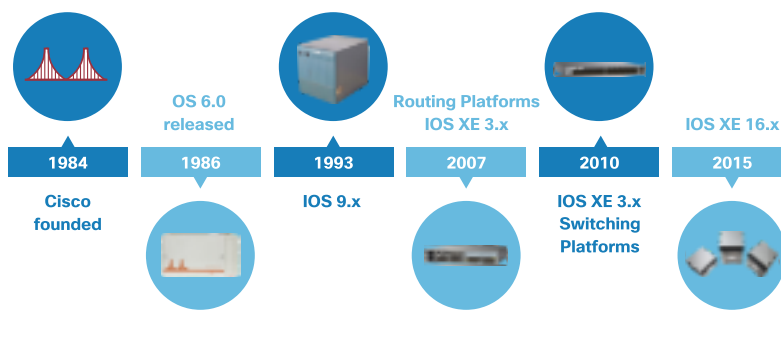 1984
Cisco
founded
OS 6.0
released
1986
1993
IOS 9.x
Routing Platforms
IOS XE 3.x
2007
2010
IOS XE 3.x
Switching
Platforms
IOS XE 16.x
2015